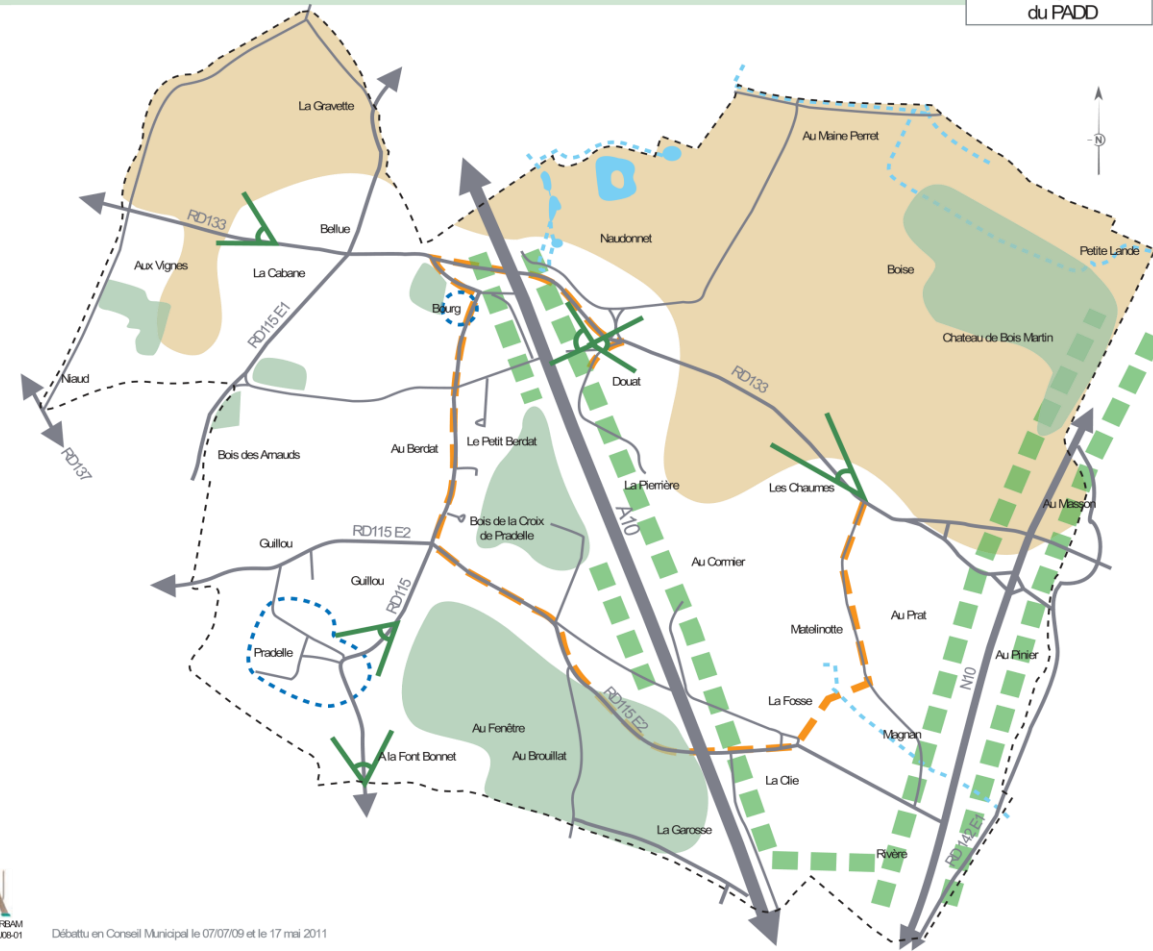 du PADD
La Gravette
Au Maine Perret
N
RD133
Bellue
Naudonnet
Petite Lande
Aux Vignes
La Cabane
Boise
Bourg
RD115 E1
Chateau de Bois Martin
Niaud
Douat
RD133
RD137
Bois des Arnauds
Au Berdat
Le Petit Berdat
La Pierrière
Les Chaumes
Au Masson
A10
Bois de la Croix
de Pradelle
RD115 E2
Guillou
Guillou
Au Cormier
RD115
Au Prat
Matelinotte
Pradelle
Au Pinier
N10
La Fosse
RD115 E2
Au Fenêtre
Magnan
A la Font Bonnet
Au Brouillat
La Clie
La Garosse
Rivère
RD142 E1
Débattu en Conseil Municipal le 07/07/09 et le 17 mai 2011